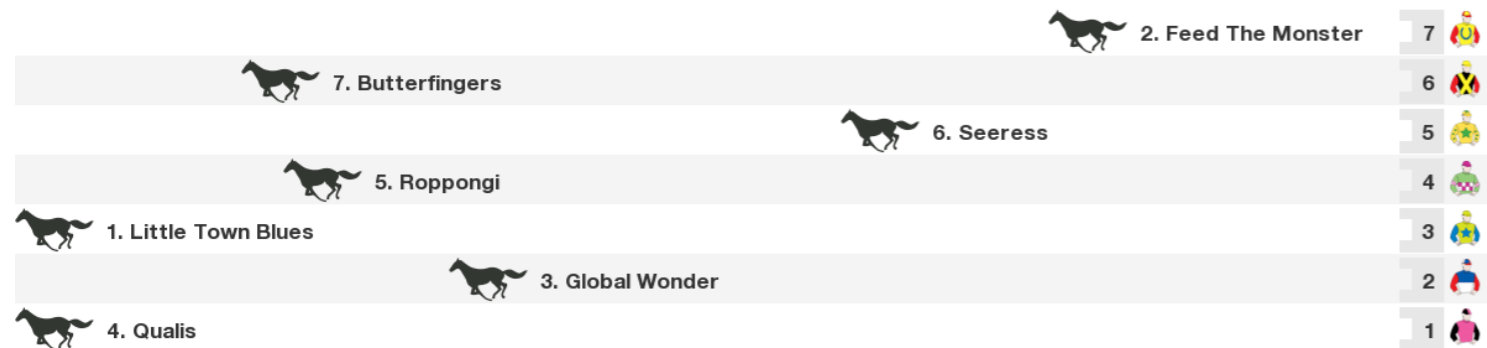 2. Feed The Monster 7
7. Butterfingers 6
6. Seeress 5
5. Roppongi 4
1. Little Town Blues 3
3. Global Wonder 2
4. Qualis 1